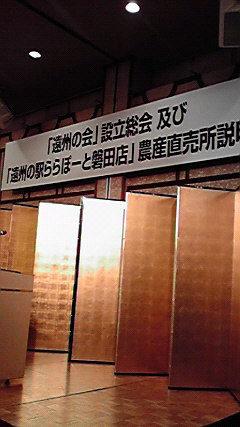 「遠州の会」設立総会 及び
「遠州の駅ららぽーと磐田店」農産直売所説